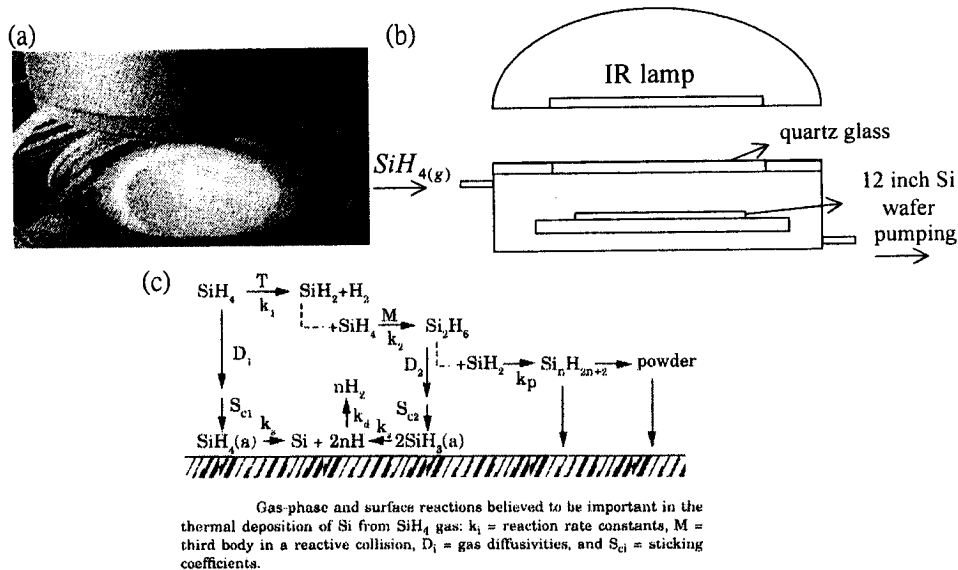 (a)
(b)
IR lamp
quartz glass
SiH4(g)
12 inch Si
wafer
pumping
(c)
SiH4 T k1 SiH2+H2
+SiH4 M k2 Si2H6
D1 D2 +SiH2 kp SinH2n+2 powder
nH2
Sc1 ks kd ks Sc2
SiH4(a) Si + 2nH 2SiH3(a)
Gas-phase and surface reactions believed to be important in the
thermal deposition of Si from SiH4 gas: ki = reaction rate constants, M =
third body in a reactive collision, Di = gas diffusivities, and Sci = sticking
coefficients.